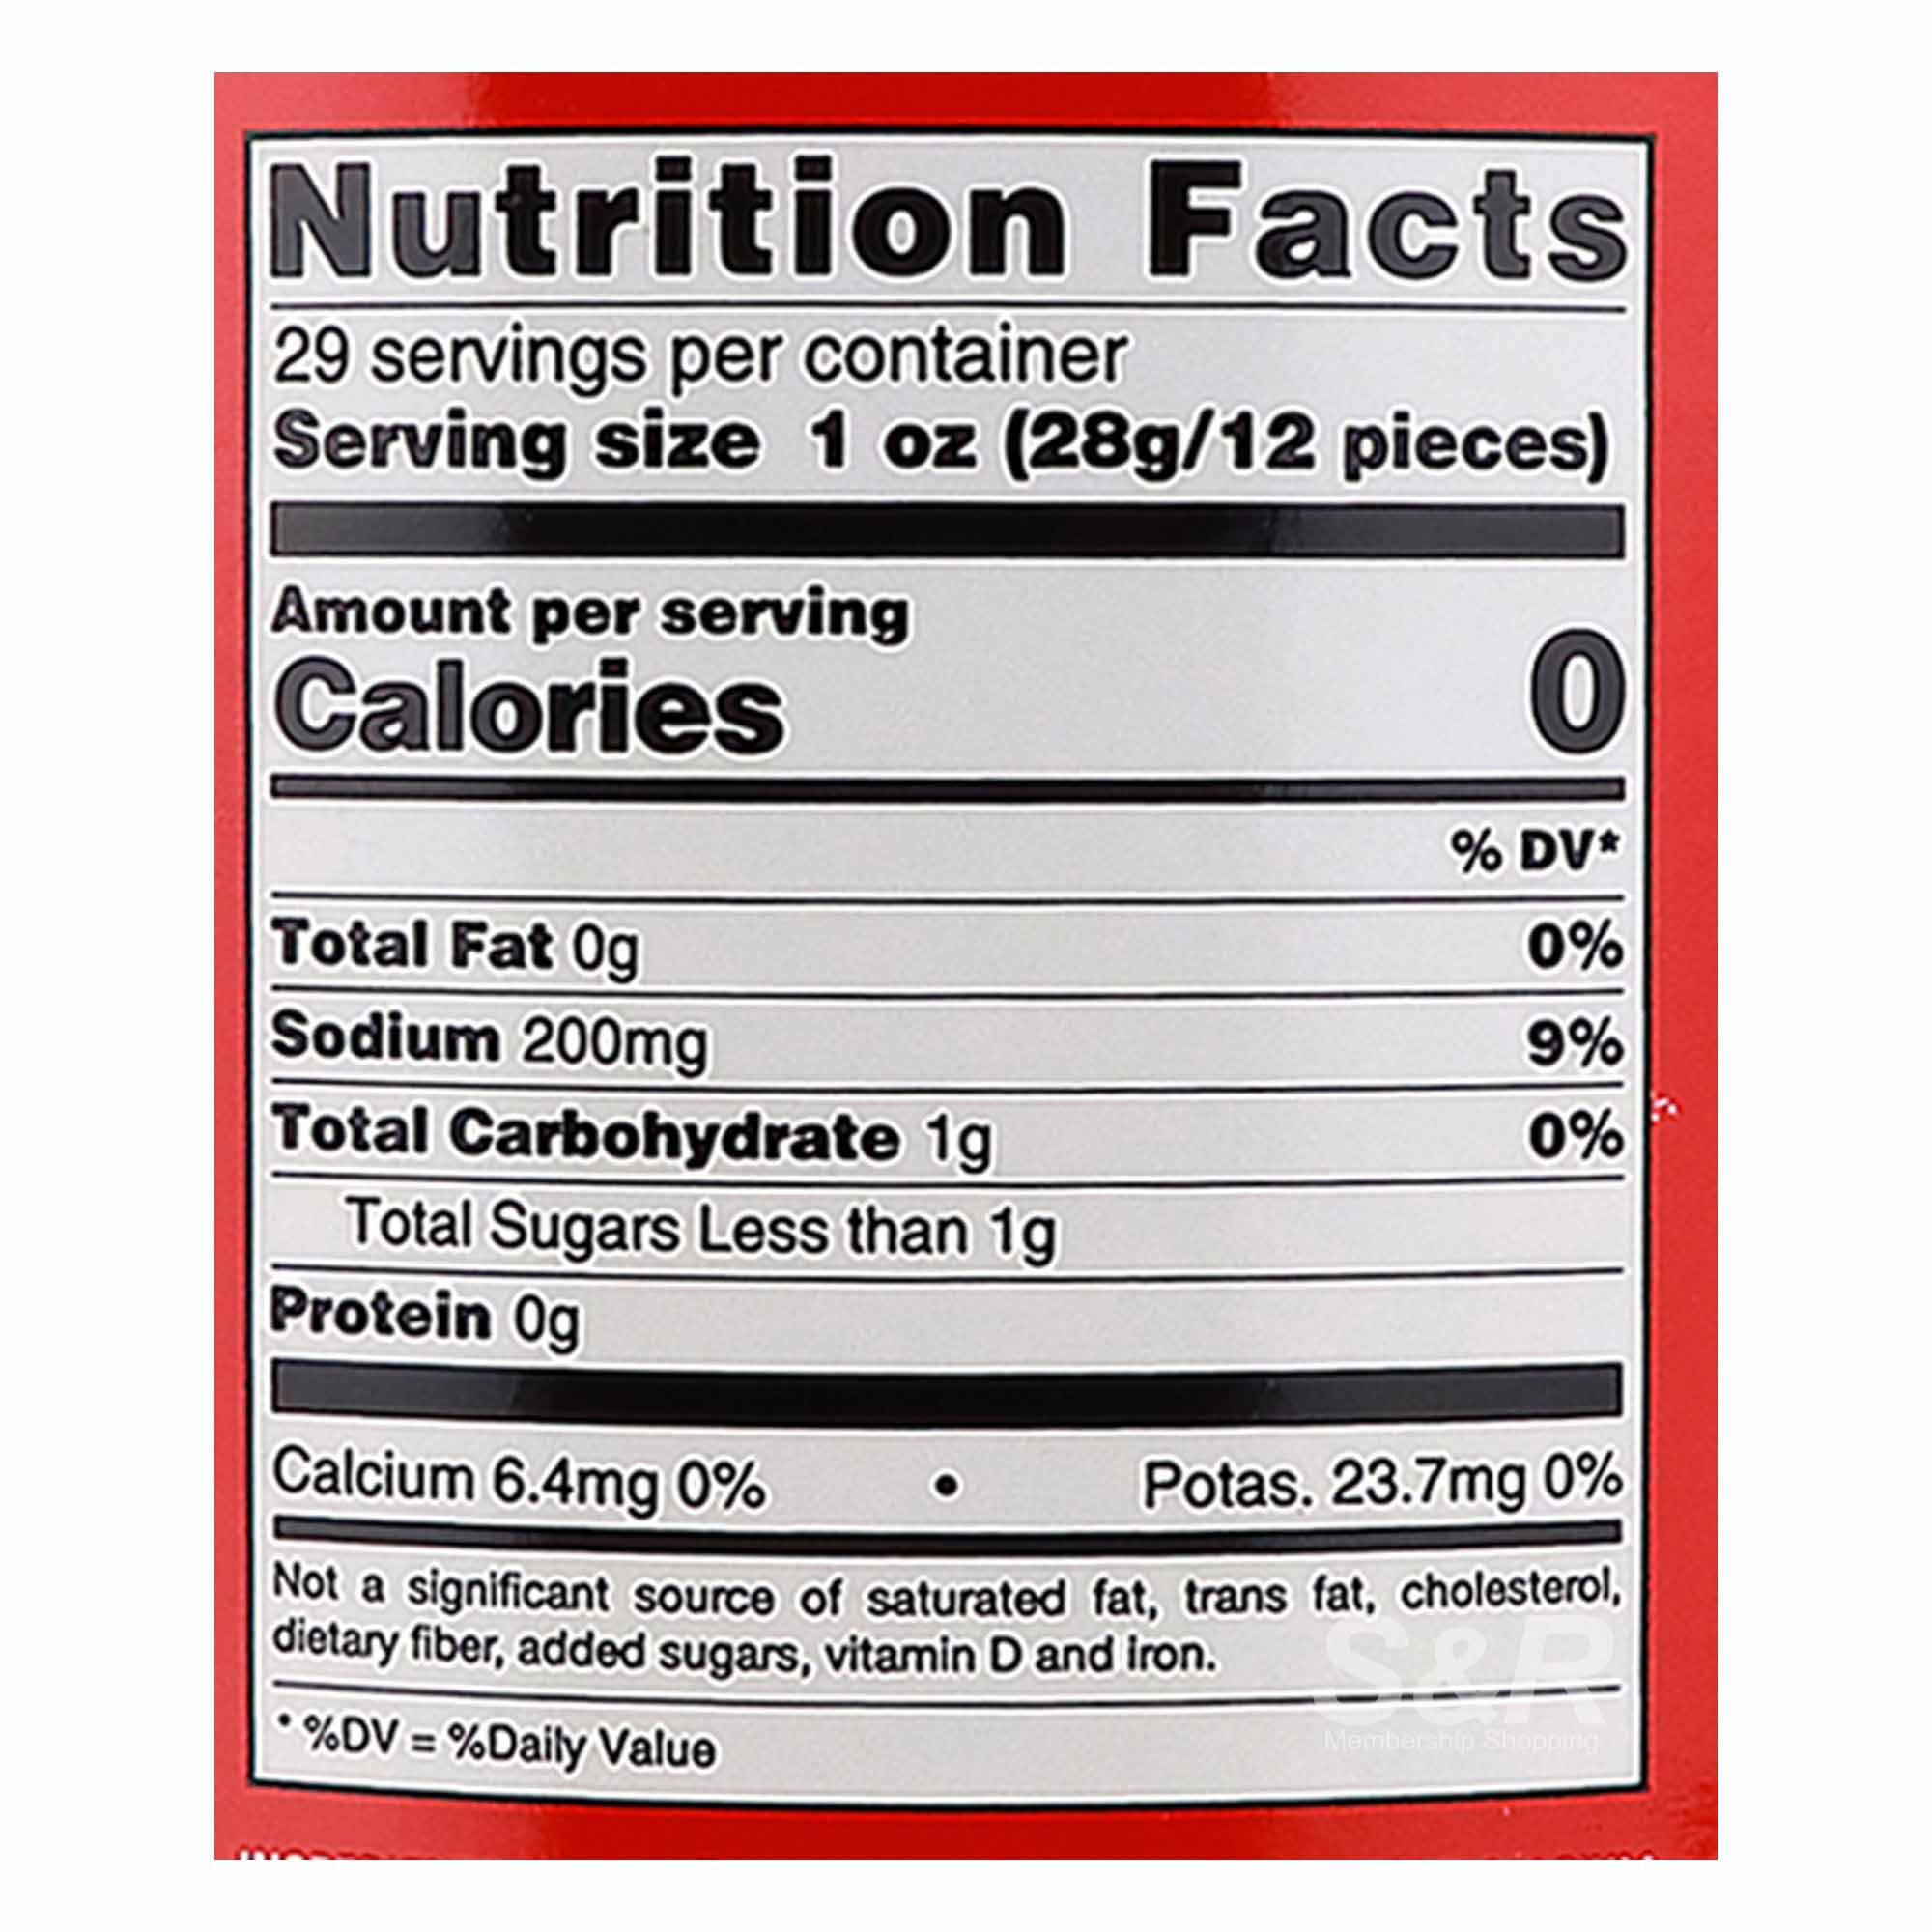 Nutrition Facts
29 servings per container
Serving size 1 oz (28g/12 pieces)
Amount per serving
Calories 0
% DV*
Total Fat 0g 0%
Sodium 200mg 9%
Total Carbohydrate 1g 0%
Total Sugars Less than 1g
Protein 0g
Calcium 6.4mg 0% • Potas. 23.7mg 0%
Not a significant source of saturated fat, trans fat, cholesterol,
dietary fiber, added sugars, vitamin D and iron.
* %DV = %Daily Value
S&R
Membership Shopping